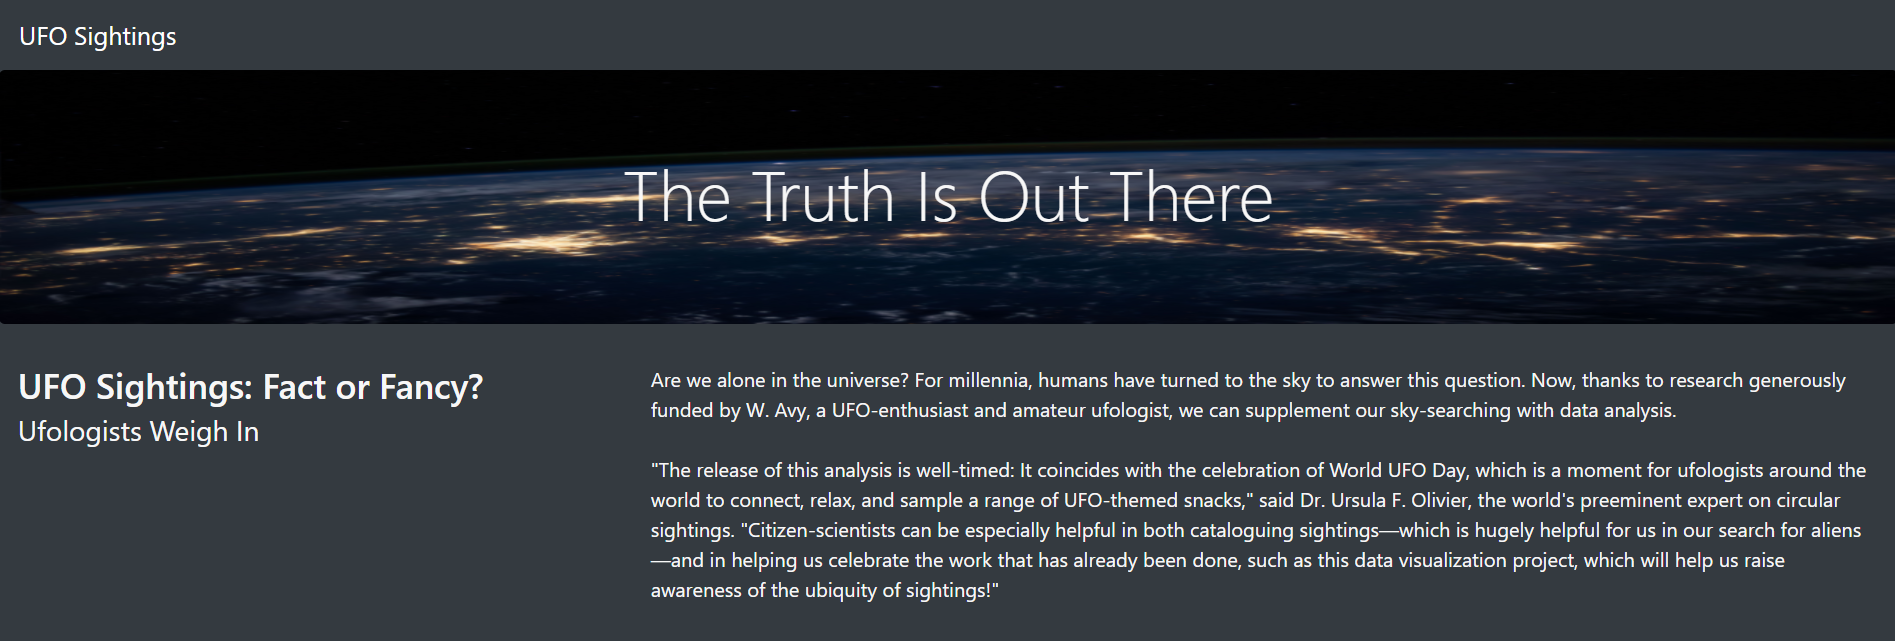 UFO Sightings
The Truth Is Out There
UFO Sightings: Fact or Fancy?
Ufologists Weigh In
Are we alone in the universe? For millennia, humans have turned to the sky to answer this question. Now, thanks to research generously
funded by W. Avy, a UFO-enthusiast and amateur ufologist, we can supplement our sky-searching with data analysis.
"The release of this analysis is well-timed: It coincides with the celebration of World UFO Day, which is a moment for ufologists around the
world to connect, relax, and sample a range of UFO-themed snacks," said Dr. Ursula F. Olivier, the world's preeminent expert on circular
sightings. "Citizen-scientists can be especially helpful in both cataloguing sightings—which is hugely helpful for us in our search for aliens
—and in helping us celebrate the work that has already been done, such as this data visualization project, which will help us raise
awareness of the ubiquity of sightings!"